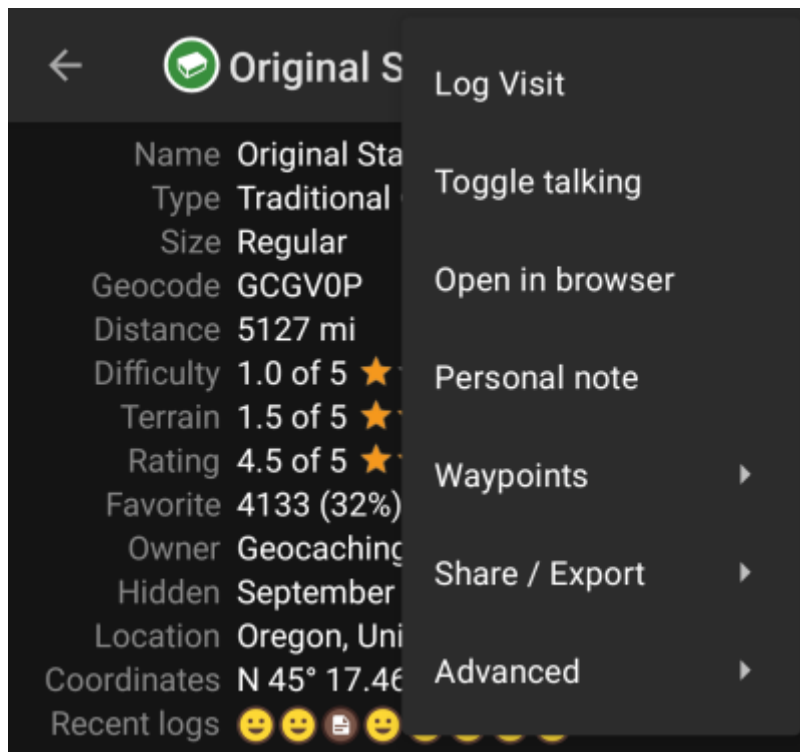 Original S
Name Original Sta
Type Traditional
Size Regular
Geocode GCGV0P
Distance 5127 mi
Difficulty 1.0 of 5
Terrain 1.5 of 5
Rating 4.5 of 5
Favorite 4133 (32%)
Owner Geocaching
Hidden September
Location Oregon, Uni
Coordinates N 45° 17.46
Recent logs
Log Visit
Toggle talking
Open in browser
Personal note
Waypoints
Share / Export
Advanced